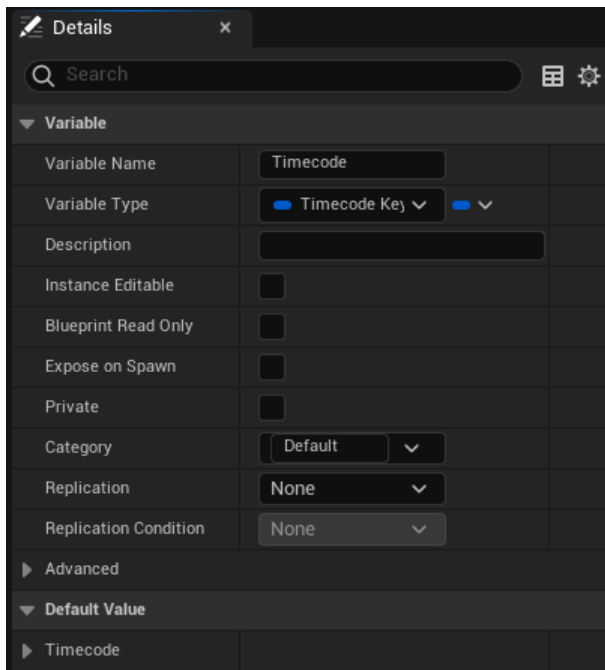 Details
Search
Variable
Variable Name Timecode
Variable Type Timecode Key
Description
Instance Editable
Blueprint Read Only
Expose on Spawn
Private
Category Default
Replication None
Replication Condition None
Advanced
Default Value
Timecode